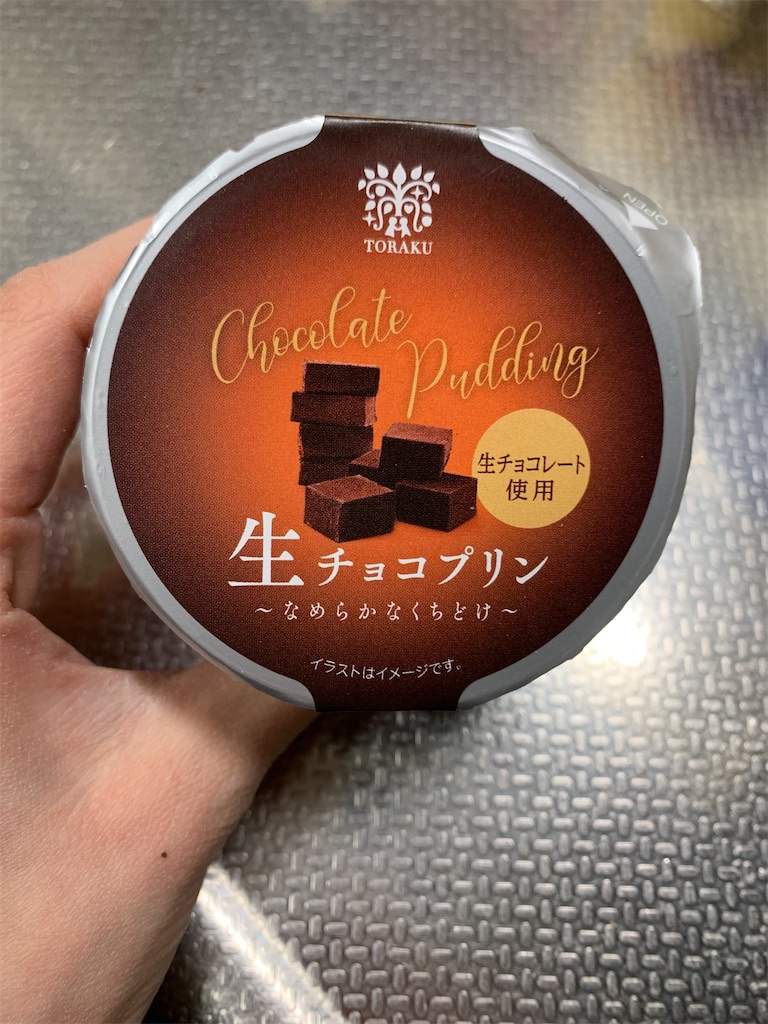 TORAKU
Chocolate
Pudding
生チョコレート
使用
生チョコプリン
～なめらかなくちどけ～
イラストはイメージです。
OPEN